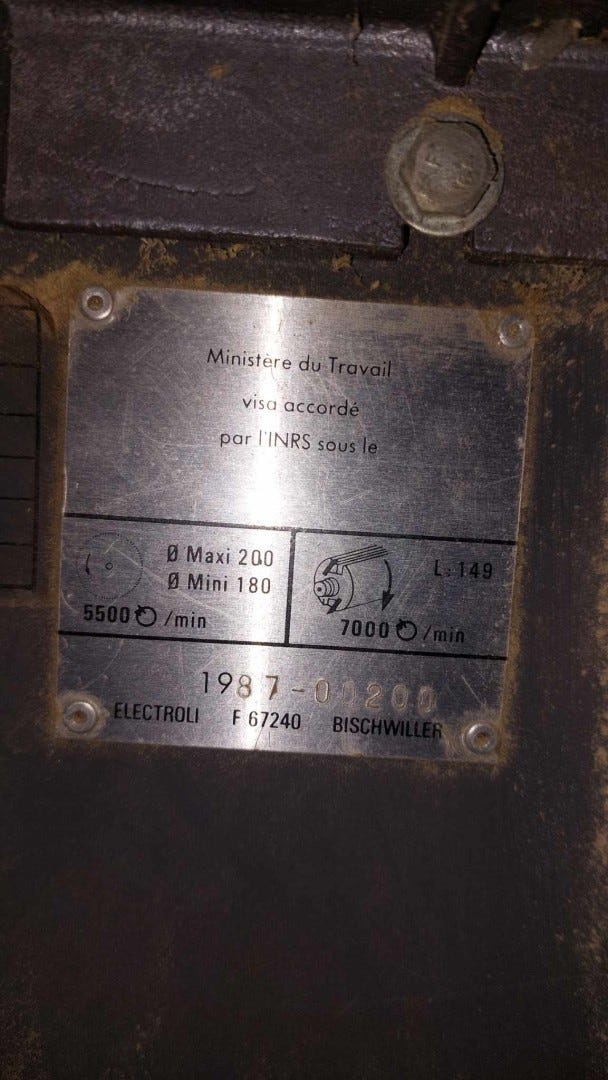 Ministère du Travail
visa accordé
par l'INRS sous le
Ø Maxi 200
Ø Mini 180
5500 /min
L. 149
7000 /min
1987-00200
ELECTROLI F 67240 BISCHWILLER